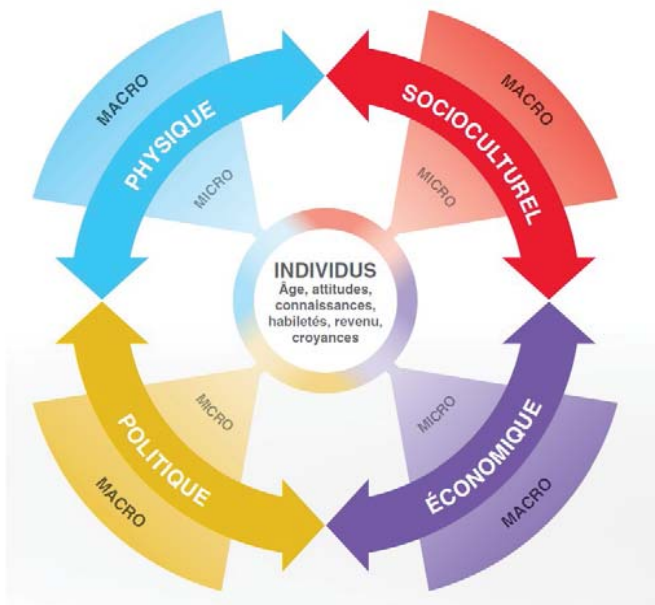 MACRO
PHYSIQUE
MICRO
MACRO
SOCIOCULTUREL
MICRO
INDIVIDUS
Âge, attitudes,
connaissances,
habiletés, revenu,
croyances
MICRO
POLITIQUE
MACRO
MICRO
ÉCONOMIQUE
MACRO